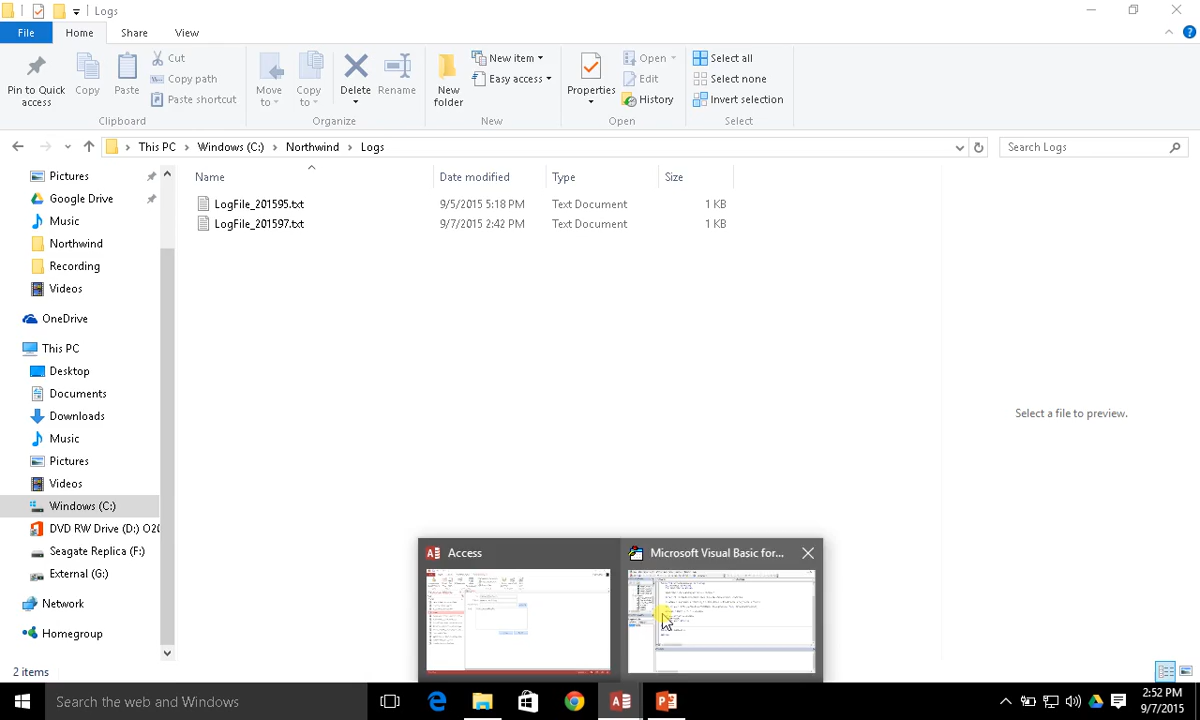 Logs
File Home Share View
Pin to Quick access
Copy
Paste
Cut
Copy path
Paste shortcut
Clipboard
Move to
Copy to
Delete
Rename
Organize
New folder
New item
Easy access
New
Properties
Open
Edit
History
Open
Select all
Select none
Invert selection
Select
This PC Windows (C:) Northwind Logs
Search Logs
Pictures
Google Drive
Music
Northwind
Recording
Videos
OneDrive
This PC
Desktop
Documents
Downloads
Music
Pictures
Videos
Windows (C:)
DVD RW Drive (D:) O20
Seagate Replica (F:)
External (G:)
Network
Homegroup
Name Date modified Type Size
LogFile_201595.txt 9/5/2015 5:18 PM Text Document 1 KB
LogFile_201597.txt 9/7/2015 2:42 PM Text Document 1 KB
Select a file to preview.
Access
Microsoft Visual Basic for...
2 items
Search the web and Windows
2:52 PM
9/7/2015